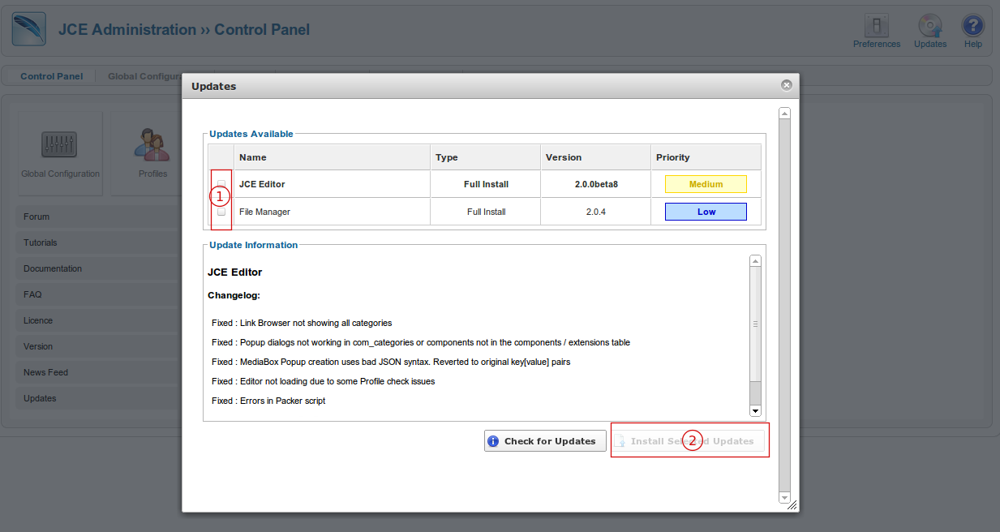 JCE Administration ›› Control Panel
Preferences
Updates
Help
Control Panel
Global Configura
Global Configuration
Profiles
Forum
Tutorials
Documentation
FAQ
Licence
Version
News Feed
Updates
Updates
Updates Available
Name Type Version Priority
JCE Editor Full Install 2.0.0beta8 Medium
1
File Manager Full Install 2.0.4 Low
Update Information
JCE Editor
Changelog:
Fixed : Link Browser not showing all categories
Fixed : Popup dialogs not working in com_categories or components not in the components / extensions table
Fixed : MediaBox Popup creation uses bad JSON syntax. Reverted to original key[value] pairs
Fixed : Editor not loading due to some Profile check issues
Fixed : Errors in Packer script
Check for Updates
Install Selected Updates
2